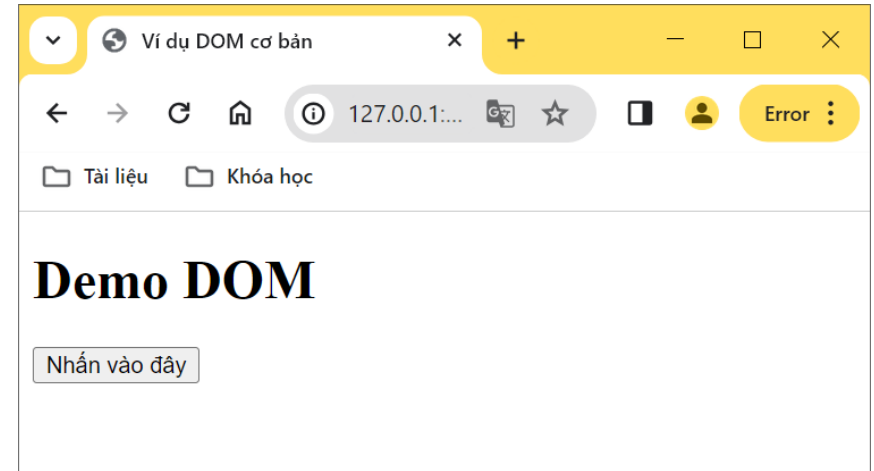 Ví dụ DOM cơ bản
127.0.0.1:...
Error
Tài liệu
Khóa học
Demo DOM
Nhấn vào đây